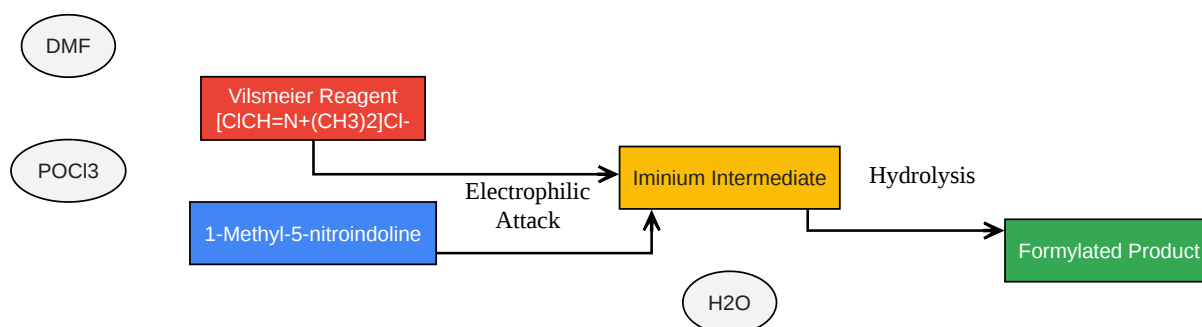 DMF
Vilsmeier Reagent
[ClCH=N+(CH3)2]Cl-
POCl3
Electrophilic
Attack
Iminium Intermediate
Hydrolysis
1-Methyl-5-nitroindoline
Formylated Product
H2O